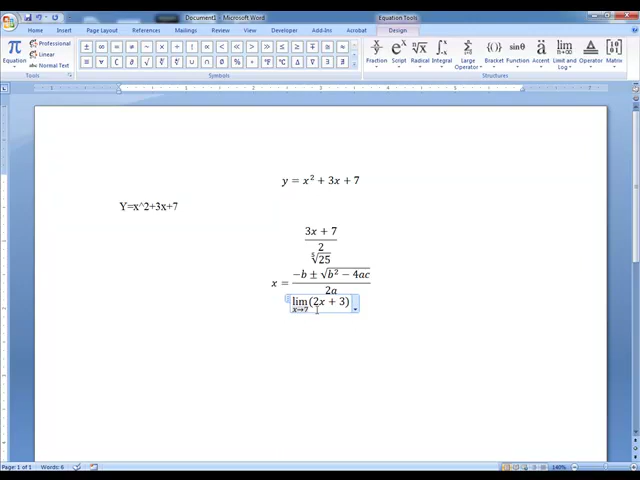 Document1 - Microsoft Word
Equation Tools
Home Insert Page Layout References Mailings Review View Developer Add-Ins Acrobat Design
π Equation
Professional
Linear
abc Normal Text
Tools
± ∞ = ≠ ~ × ÷ ! ∝ < ≪ > ≫ ≤ ≥ ∓ ≅ ≈
≡ ∀ ∁ ∂ √ ∛ ∜ ∪ ∩ ∅ % ° ℉ ℃ ∆ ∇ ∃ ∄
Symbols
Fraction Script Radical Integral Large Operator Bracket Function Accent Limit and Log Operator Matrix
Structures
y = x² + 3x + 7
Y=x^2+3x+7
3x + 7
2
∛25
x = (−b ± √(b² − 4ac))/2a
lim x→7 (2x + 3)
Page: 1 of 1 Words: 6 140%